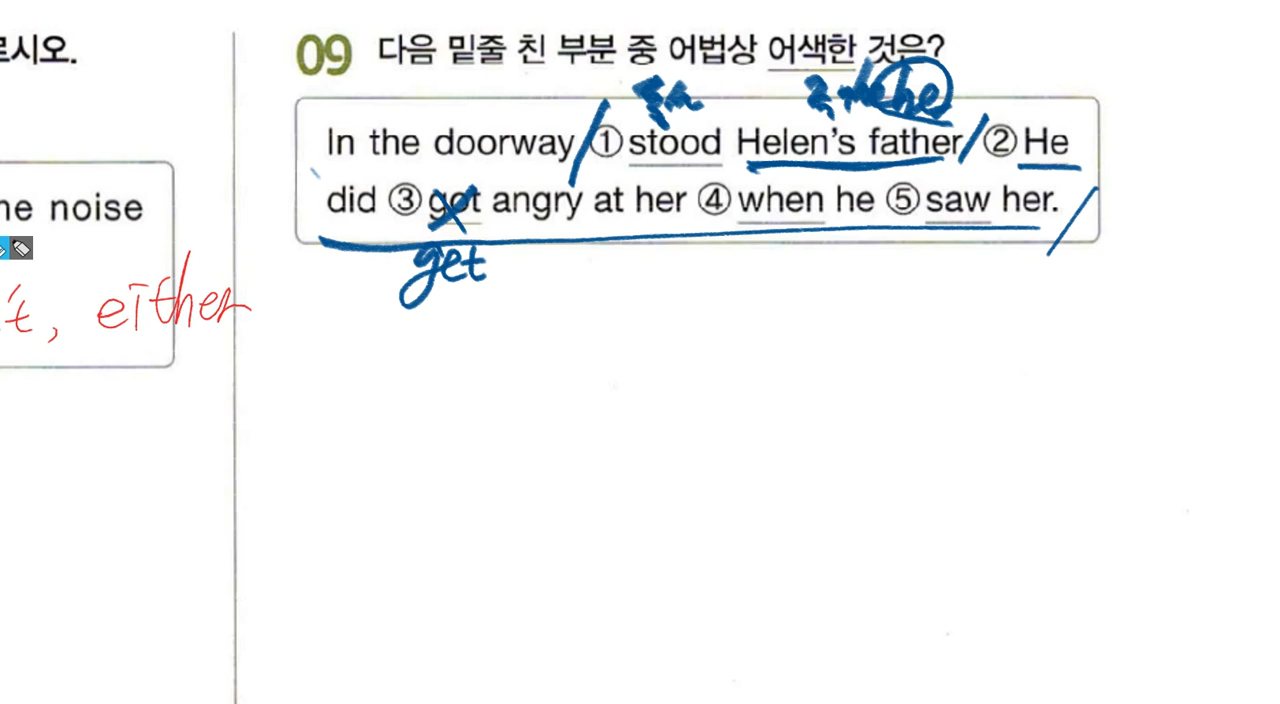 르시오.
09 다음 밑줄 친 부분 중 어법상 어색한 것은?
he
In the doorway ① stood Helen's father ② He
did ③ got angry at her ④ when he ⑤ saw her.
get
ne noise
't, either